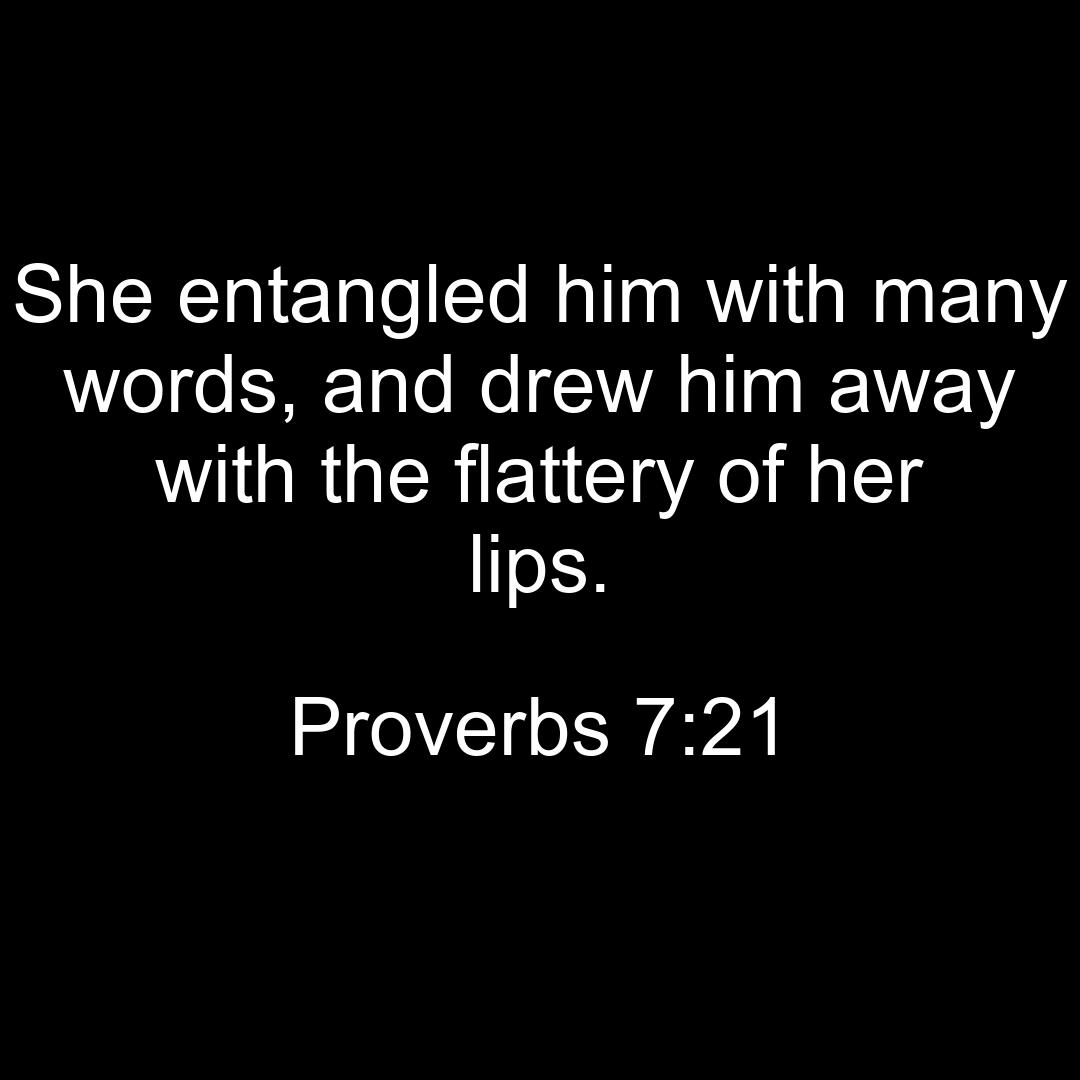 She entangled him with many
words, and drew him away
with the flattery of her
lips.
Proverbs 7:21